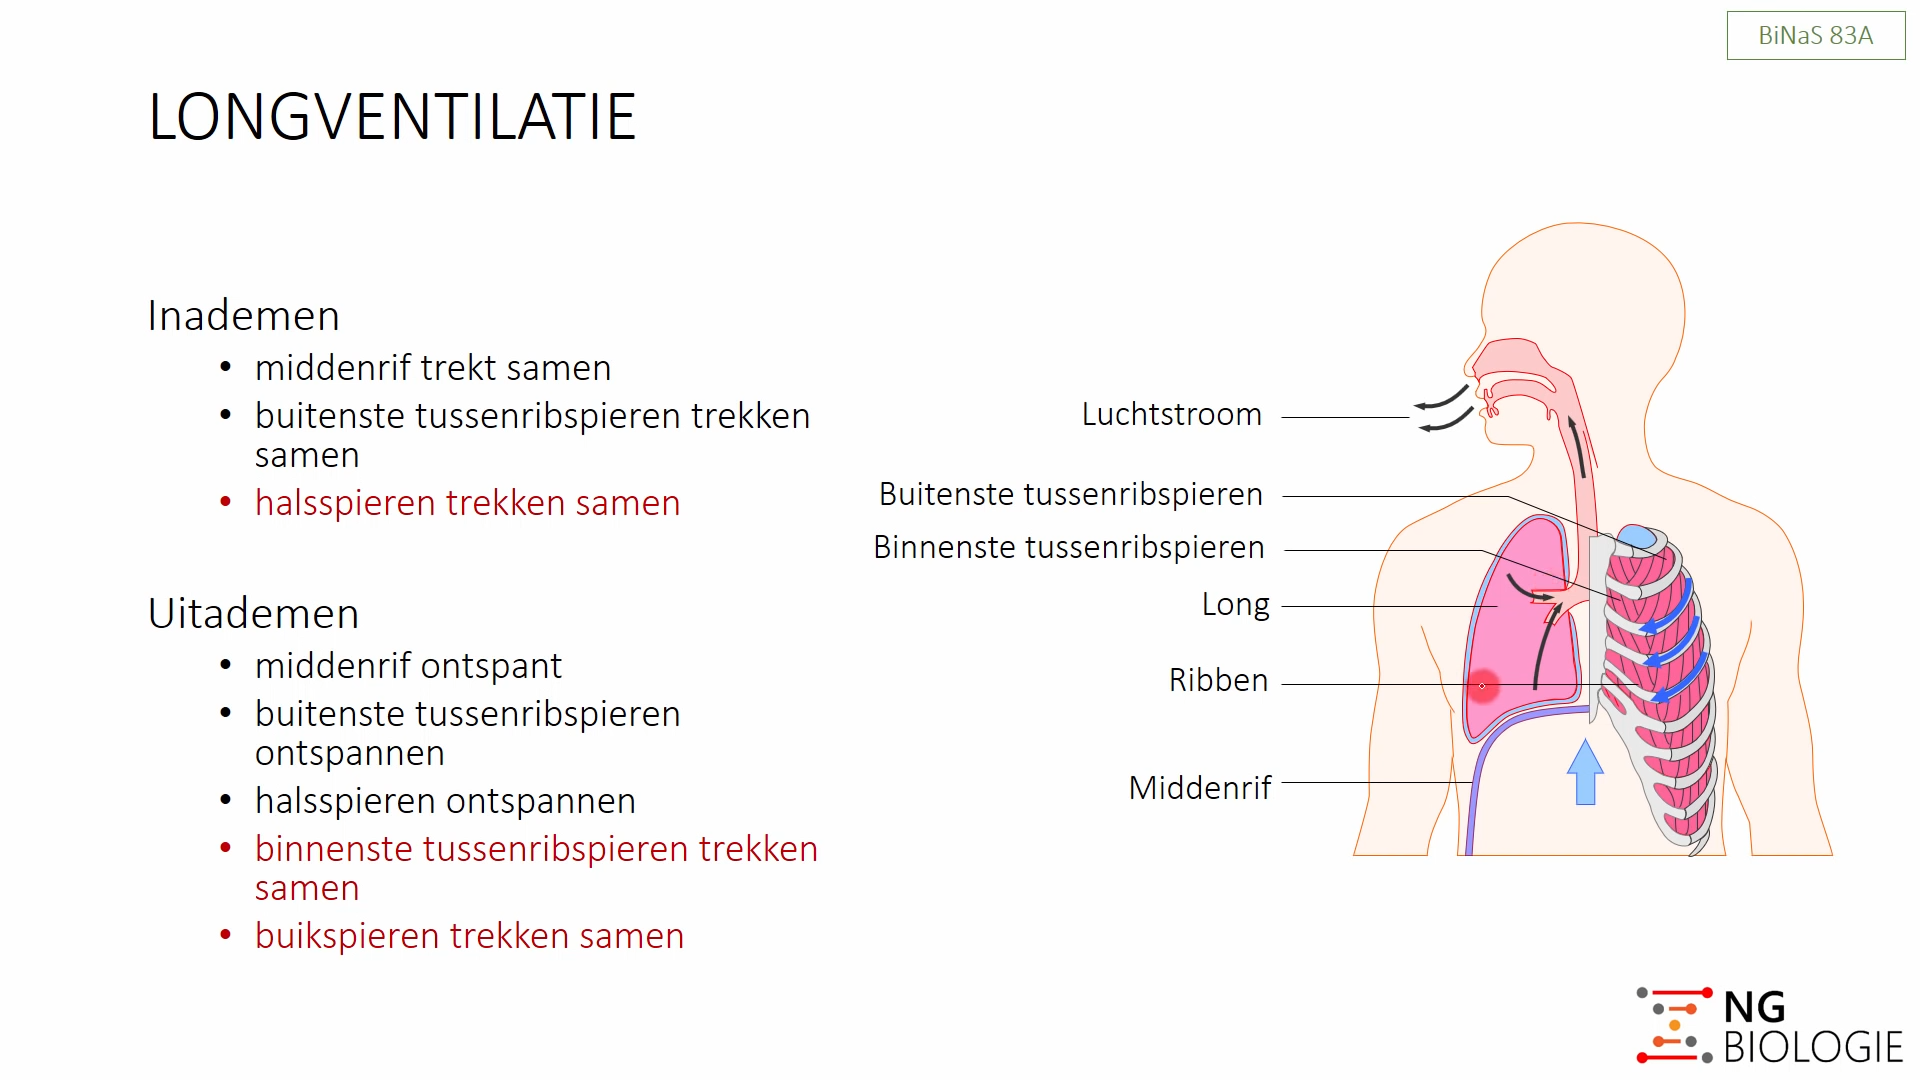 BiNaS 83A
LONGVENTILATIE
Inademen
• middenrif trekt samen
• buitenste tussenribspieren trekken
samen
• halsspieren trekken samen
Uitademen
• middenrif ontspant
• buitenste tussenribspieren
ontspannen
• halsspieren ontspannen
• binnenste tussenribspieren trekken
samen
• buikspieren trekken samen
Luchtstroom
Buitenste tussenribspieren
Binnenste tussenribspieren
Long
Ribben
Middenrif
NG
BIOLOGIE